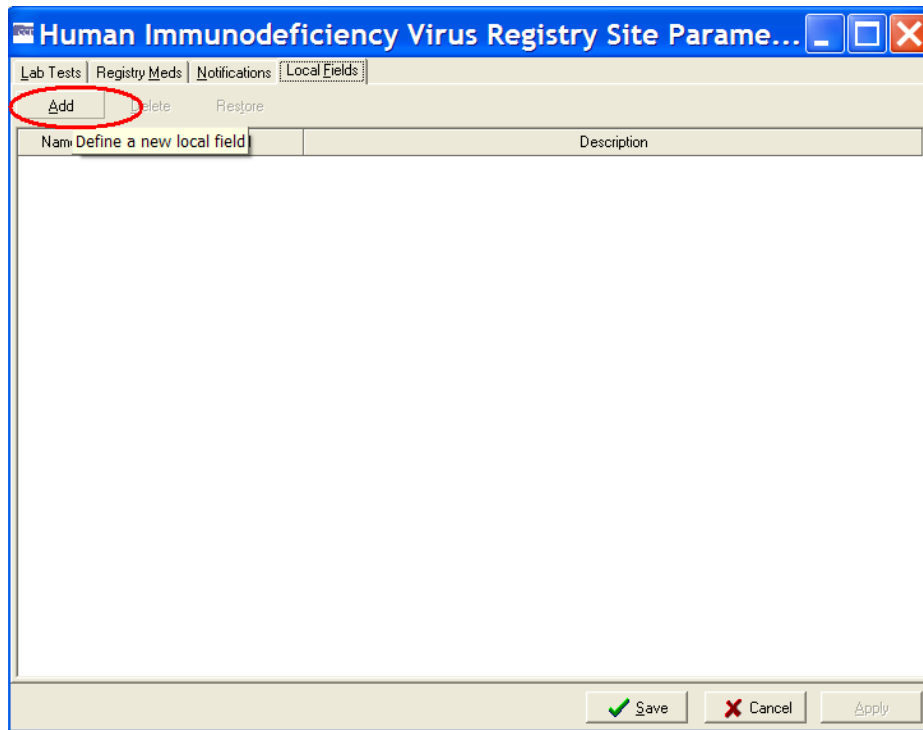 Human Immunodeficiency Virus Registry Site Parame...
Lab Tests Registry Meds Notifications Local Fields
Add Delete Restore
Define a new local field
Description
Save Cancel Apply